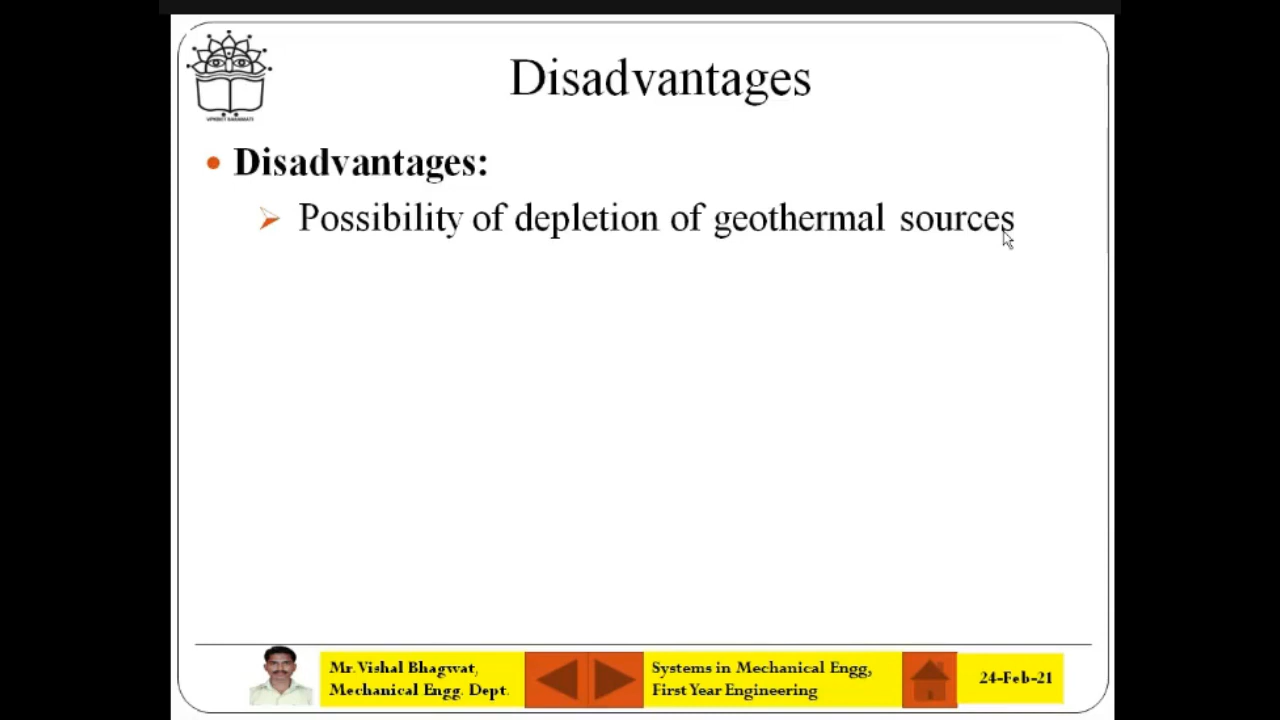 Disadvantages
Disadvantages:
Possibility of depletion of geothermal sources
Mr. Vishal Bhagwat,
Mechanical Engg. Dept.
Systems in Mechanical Engg,
First Year Engineering
24-Feb-21